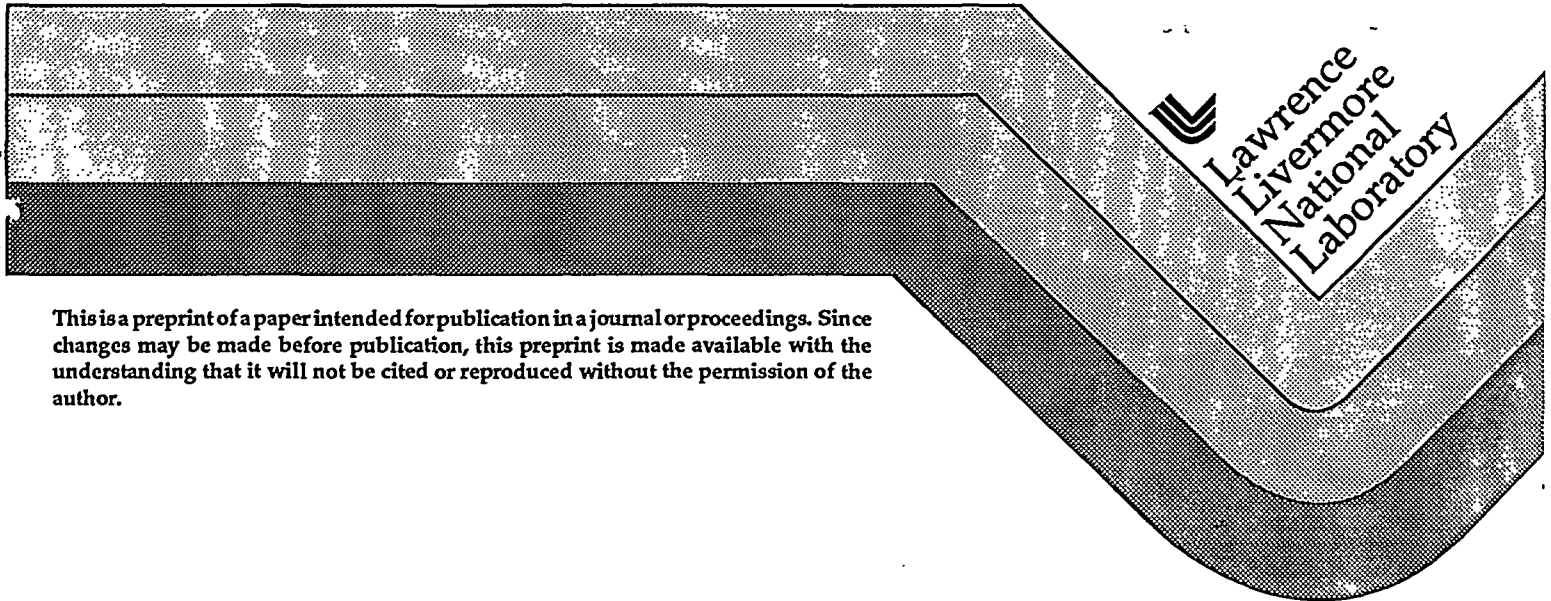 Lawrence
Livermore
National
Laboratory
This is a preprint of a paper intended for publication in a journal or proceedings. Since
changes may be made before publication, this preprint is made available with the
understanding that it will not be cited or reproduced without the permission of the
author.